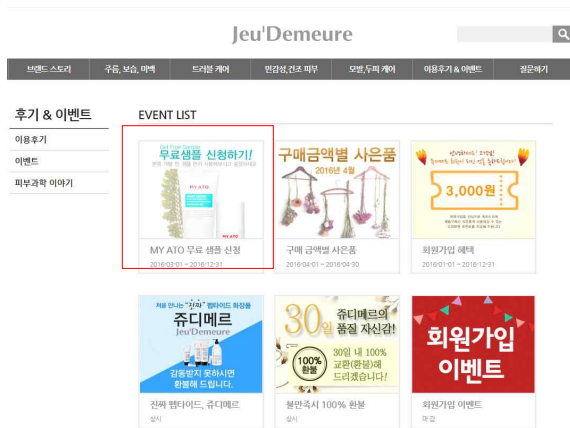 Jeu'Demeure
브랜드 스토리 주름, 보습, 미백 트러블 케어 민감성,건조 피부 모발,두피 케어 이용후기 & 이벤트 질문하기
후기 & 이벤트
이용후기
이벤트
피부과학 이야기
EVENT LIST
Get Free Sample
무료샘플 신청하기!
MY ATO
MY ATO 무료 샘플 신청
2016-03-01 ~ 2016-12-31
구매금액별 사은품
2016년 4월
구매 금액별 사은품
2016-04-01 ~ 2016-04-30
3,000원
회원가입 혜택
2016-01-01 ~ 2016-12-31
처음 만나는 "진짜" 펩타이드 화장품
쥬디메르
Jeu'Demeure
감동받지 못하시면
환불해 드립니다.
진짜 펩타이드, 쥬디메르
상시
30일
쥬디메르의
품질 자신감!
100%
환불
30일 내 100%
교환(환불)해
드리겠습니다!
불만족시 100% 환불
상시
회원가입
이벤트
회원가입 이벤트
마감